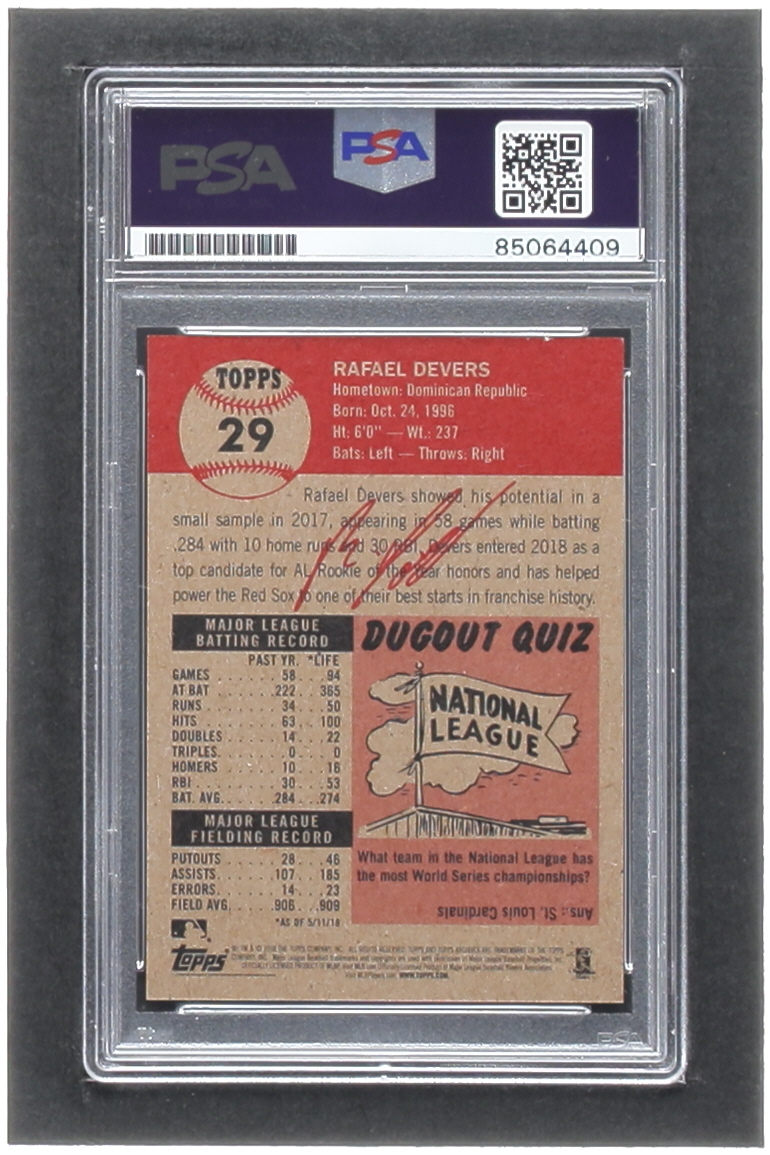 PSA PSA
85064409
TOPPS
29
RAFAEL DEVERS
Hometown: Dominican Republic
Born: Oct. 24, 1996
Ht: 6'0" — Wt.: 237
Bats: Left — Throws: Right
Rafael Devers showed his potential in a
small sample in 2017, appearing in 58 games while batting
.284 with 10 home runs and 30 RBI. Devers entered 2018 as a
top candidate for AL Rookie of the Year honors and has helped
power the Red Sox to one of their best starts in franchise history.
MAJOR LEAGUE
BATTING RECORD
PAST YR. *LIFE
GAMES . . . . . . . . 58 . . . 94
AT BAT . . . . . . . 222 . . . 365
RUNS . . . . . . . . 34 . . . 50
HITS . . . . . . . . 63 . . . 100
DOUBLES . . . . . . 14 . . . 22
TRIPLES. . . . . . . . 0 . . . 0
HOMERS . . . . . . . 10 . . . 16
RBI . . . . . . . . . 30 . . . 53
BAT. AVG. . . . . . .284 . . .274
MAJOR LEAGUE
FIELDING RECORD
PUTOUTS . . . . . . 28 . . . 46
ASSISTS . . . . . . 107 . . . 185
ERRORS. . . . . . . 14 . . . 23
FIELD AVG. . . . . .906 . . .909
*AS OF 5/11/18
DUGOUT QUIZ
NATIONAL
LEAGUE
What team in the National League has
the most World Series championships?
Ans.: St. Louis Cardinals
Topps
WWW.TOPPS.COM
PSA